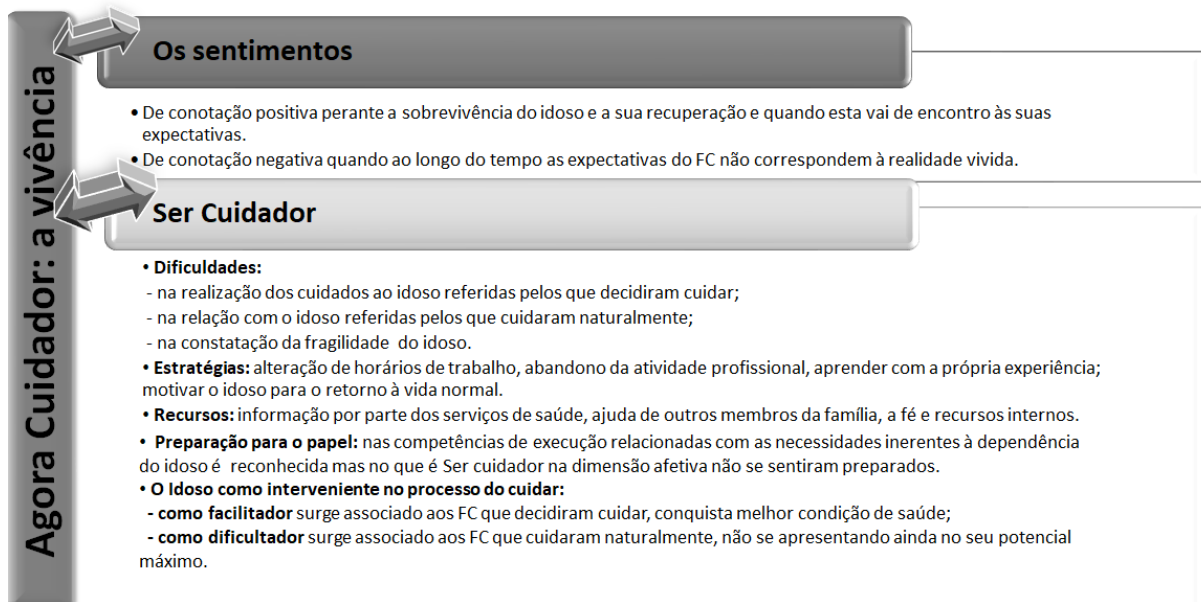 Agora Cuidador: a vivência
Os sentimentos
• De conotação positiva perante a sobrevivência do idoso e a sua recuperação e quando esta vai de encontro às suas
expectativas.
• De conotação negativa quando ao longo do tempo as expectativas do FC não correspondem à realidade vivida.
Ser Cuidador
• Dificuldades:
- na realização dos cuidados ao idoso referidas pelos que decidiram cuidar;
- na relação com o idoso referidas pelos que cuidaram naturalmente;
- na constatação da fragilidade do idoso.
• Estratégias: alteração de horários de trabalho, abandono da atividade profissional, aprender com a própria experiência;
motivar o idoso para o retorno à vida normal.
• Recursos: informação por parte dos serviços de saúde, ajuda de outros membros da família, a fé e recursos internos.
• Preparação para o papel: nas competências de execução relacionadas com as necessidades inerentes à dependência
do idoso é reconhecida mas no que é Ser cuidador na dimensão afetiva não se sentiram preparados.
• O Idoso como interveniente no processo do cuidar:
- como facilitador surge associado aos FC que decidiram cuidar, conquista melhor condição de saúde;
- como dificultador surge associado aos FC que cuidaram naturalmente, não se apresentando ainda no seu potencial
máximo.